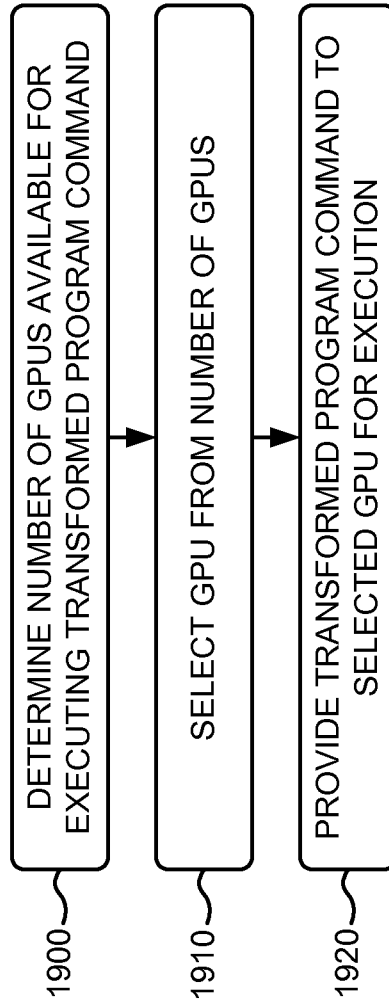 DETERMINE NUMBER OF GPUS AVAILABLE FOR
EXECUTING TRANSFORMED PROGRAM COMMAND
1900
SELECT GPU FROM NUMBER OF GPUS
1910
PROVIDE TRANSFORMED PROGRAM COMMAND TO
SELECTED GPU FOR EXECUTION
1920